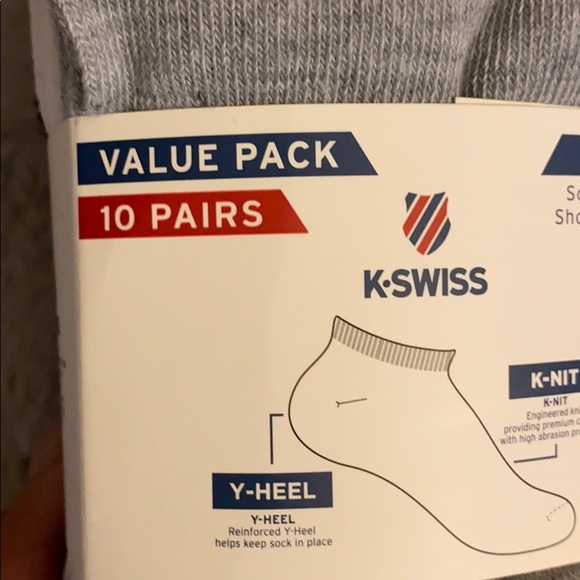 VALUE PACK
10 PAIRS
K·SWISS
K-NIT
K-NIT
Engineered
providing premium
with high abrasion
Y-HEEL
Y-HEEL
Reinforced Y-Heel
helps keep sock in place